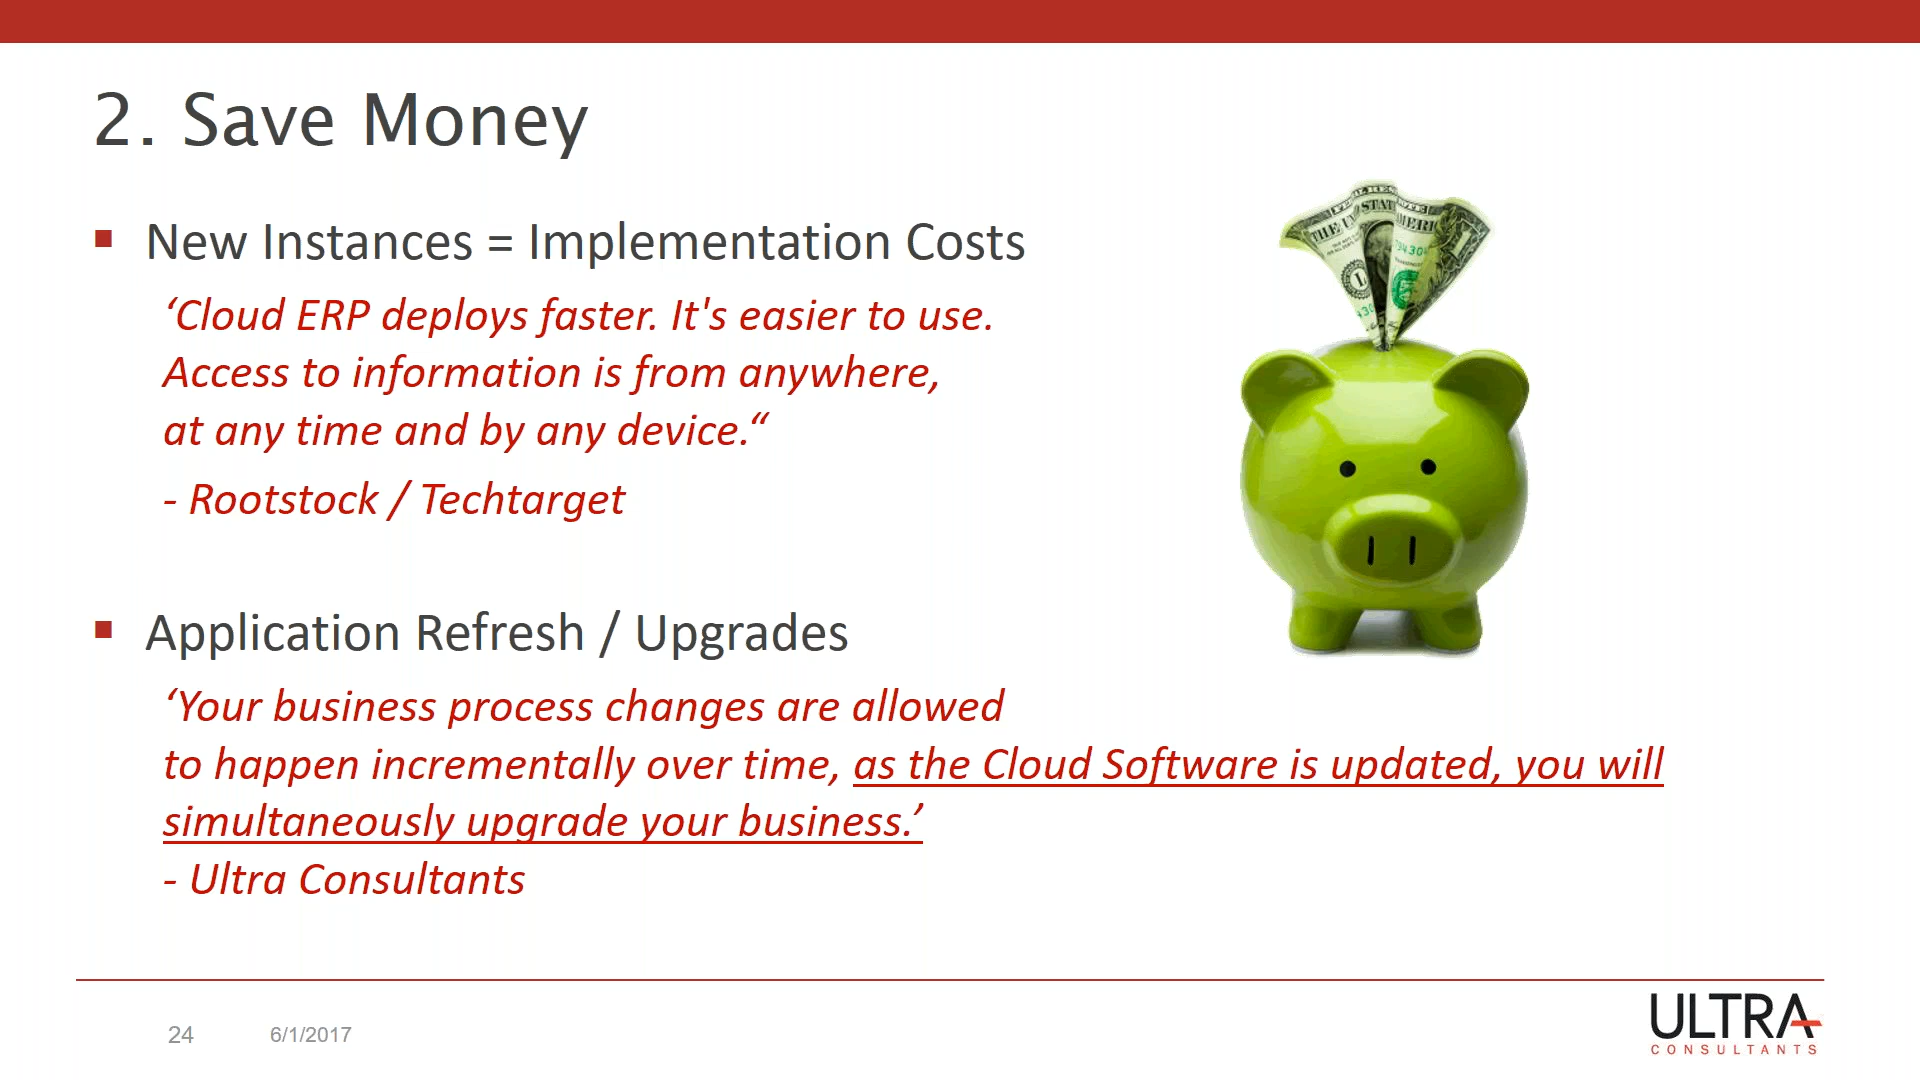 2. Save Money
▪ New Instances = Implementation Costs
‘Cloud ERP deploys faster. It's easier to use.
Access to information is from anywhere,
at any time and by any device.“
- Rootstock / Techtarget
▪ Application Refresh / Upgrades
‘Your business process changes are allowed
to happen incrementally over time, as the Cloud Software is updated, you will
simultaneously upgrade your business.’
- Ultra Consultants
24 6/1/2017
ULTRA
CONSULTANTS